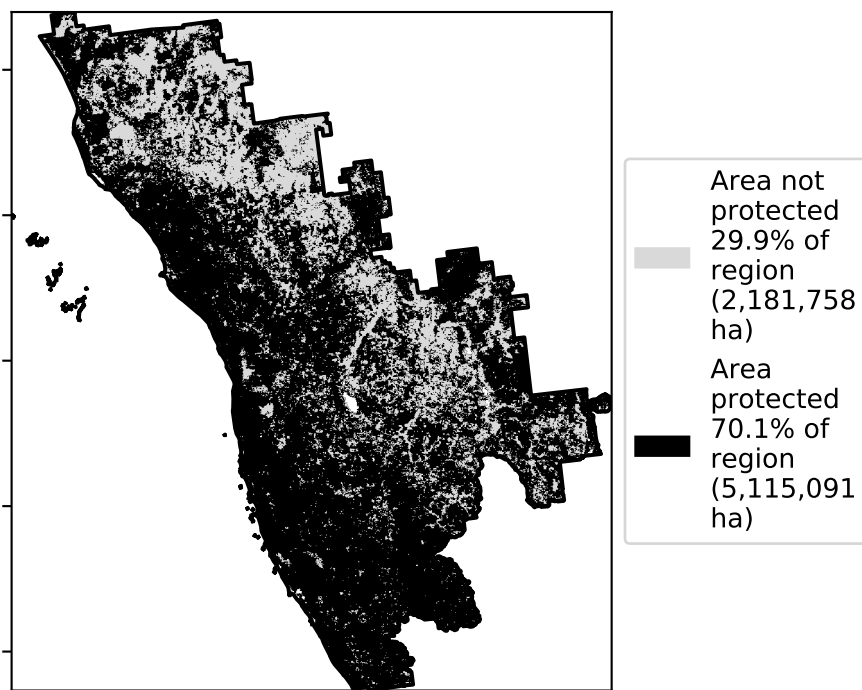 Area not
protected
29.9% of
region
(2,181,758
ha)
Area
protected
70.1% of
region
(5,115,091
ha)